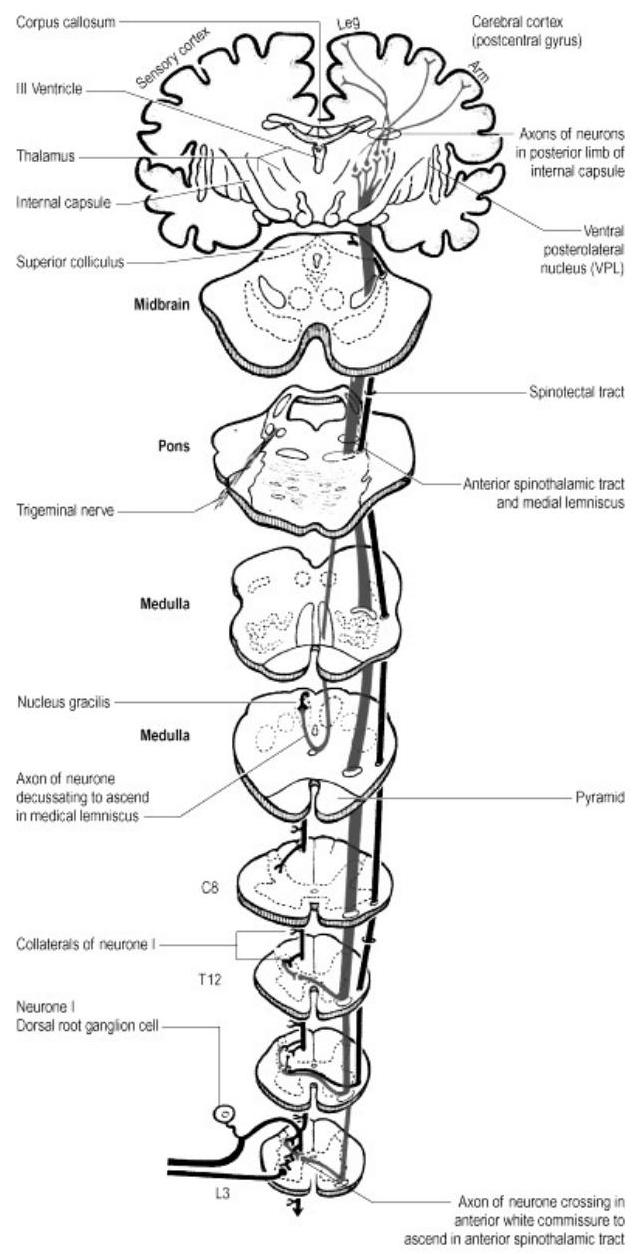 Corpus callosum
Leg
Cerebral cortex
(postcentral gyrus)
Sensory cortex
Arm
III Ventricle
Axons of neurons
in posterior limb of
internal capsule
Thalamus
Internal capsule
Ventral
posterolateral
nucleus (VPL)
Superior colliculus
Midbrain
Spinotectal tract
Pons
Anterior spinothalamic tract
and medial lemniscus
Trigeminal nerve
Medulla
Nucleus gracilis
Medulla
Axon of neurone
decussating to ascend
in medical lemniscus
Pyramid
C8
Collaterals of neurone I
T12
Neurone I
Dorsal root ganglion cell
L3
Axon of neurone crossing in
anterior white commissure to
ascend in anterior spinothalamic tract